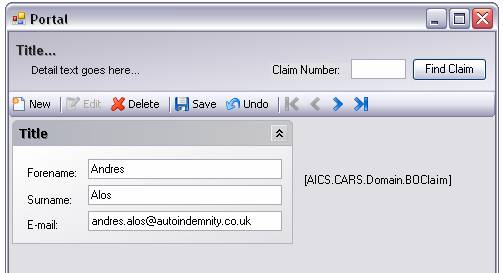 Portal
Title...
Detail text goes here...
Claim Number: Find Claim
New Edit Delete Save Undo
Title
Forename: Andres
[AICS.CARS.Domain.BOClaim]
Surname: Alos
E-mail: andres.alos@autoindemnity.co.uk